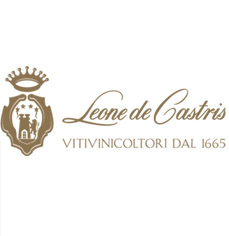 Leone de Castris
VITIVINICOLTORI DAL 1665